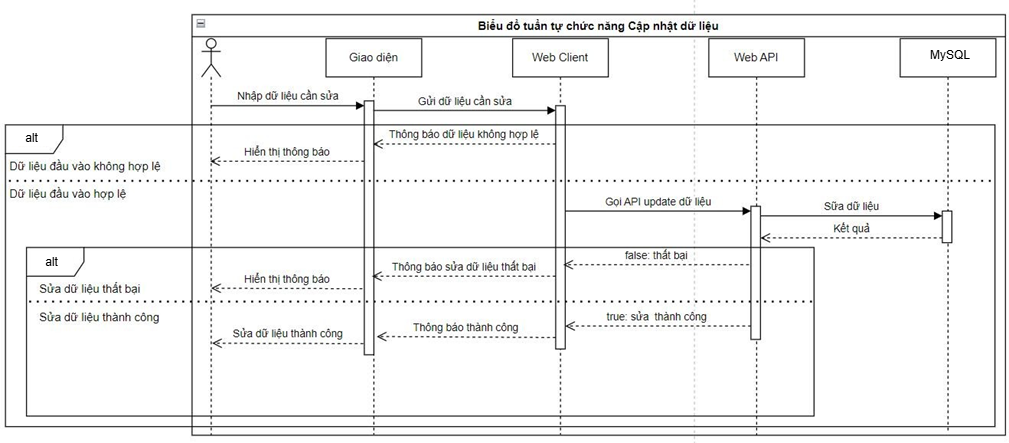 Biểu đồ tuần tự chức năng Cập nhật dữ liệu
Giao diện
Web Client
Web API
MySQL
Nhập dữ liệu cần sửa
Gửi dữ liệu cần sửa
alt
Thông báo dữ liệu không hợp lệ
Hiển thị thông báo
Dữ liệu đầu vào không hợp lệ
Dữ liệu đầu vào hợp lệ
Gọi API update dữ liệu
Sữa dữ liệu
Kết quả
alt
false: thất bại
Thông báo sửa dữ liệu thất bại
Hiển thị thông báo
Sửa dữ liệu thất bại
Sửa dữ liệu thành công
true: sửa thành công
Thông báo thành công
Sửa dữ liệu thành công